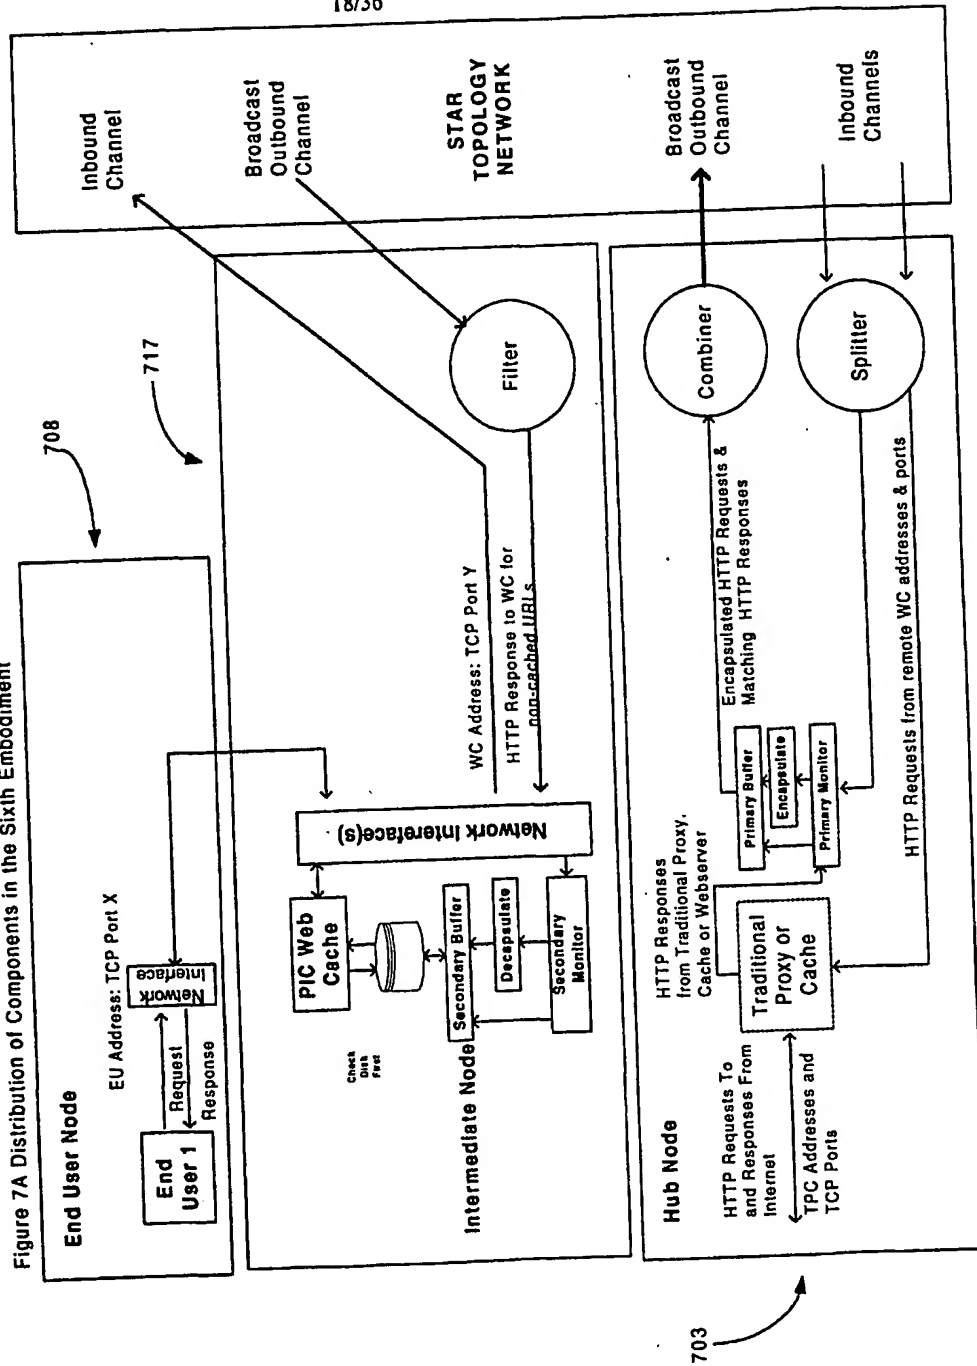 18/36
Figure 7A Distribution of Components in the Sixth Embodiment
708
717
703
End User Node
End
User 1
Request
Response
EU Address: TCP Port X
Network
Interface
Intermediate Node
PIC Web
Cache
Check
Disk
First
Secondary Buffer
Decapsulate
Secondary
Monitor
Network Intereface(s)
WC Address: TCP Port Y
HTTP Response to WC for
non-cached URLs
Filter
Hub Node
HTTP Requests To
and Responses From
Internet
TPC Addresses and
TCP Ports
HTTP Responses
from Traditional Proxy,
Cache or Webserver
Traditional
Proxy or
Cache
Primary Buffer
Encapsulate
Primary Monitor
Encapsulated HTTP Requests &
Matching HTTP Responses
HTTP Requests from remote WC addresses & ports
Combiner
Splitter
Inbound
Channel
Broadcast
Outbound
Channel
STAR
TOPOLOGY
NETWORK
Broadcast
Outbound
Channel
Inbound
Channels